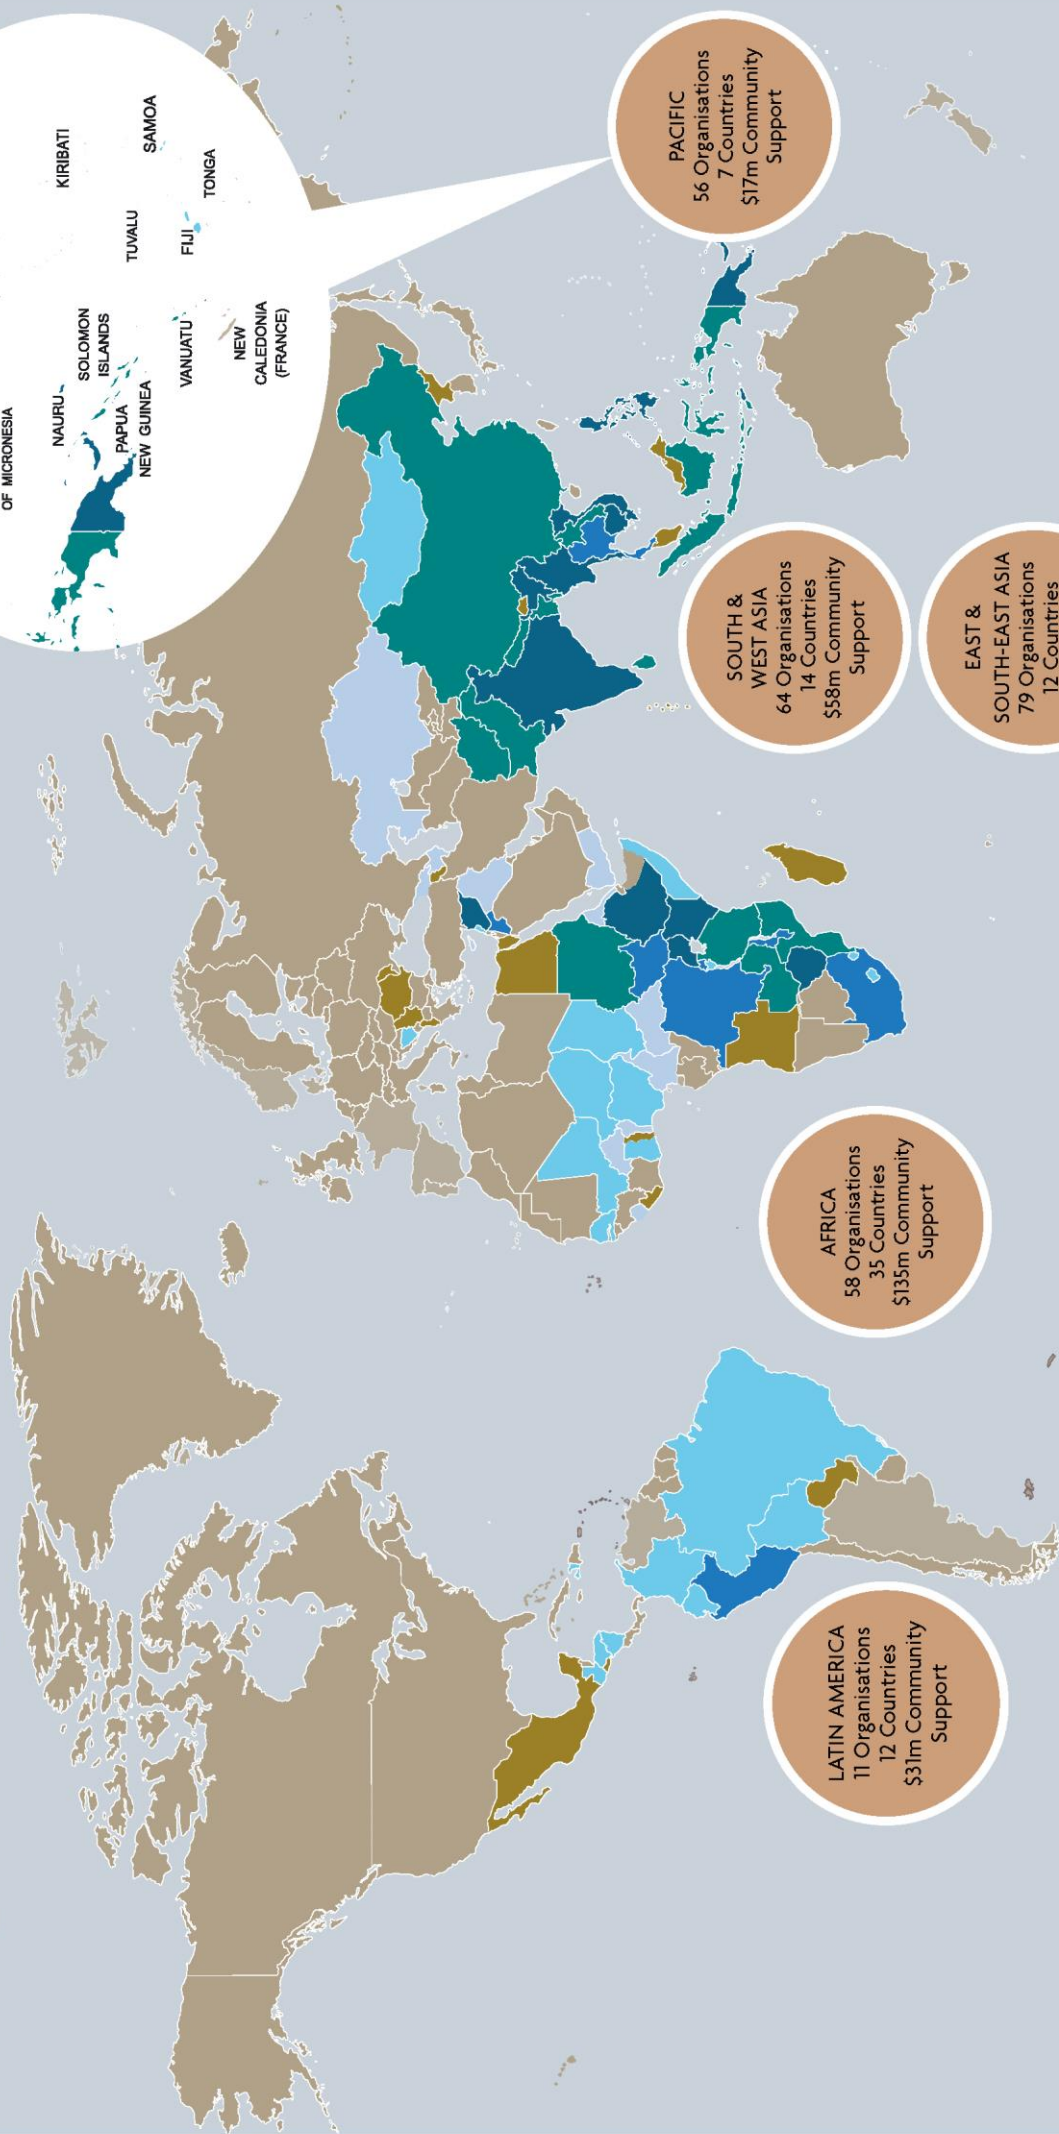 OF MICRONESIA
NAURU
KIRIBATI
SOLOMON
ISLANDS
PAPUA
NEW GUINEA
TUVALU
SAMOA
VANUATU
FIJI
TONGA
NEW
CALEDONIA
(FRANCE)
PACIFIC
56 Organisations
7 Countries
$17m Community
Support
SOUTH &
WEST ASIA
64 Organisations
14 Countries
$58m Community
Support
EAST &
SOUTH-EAST ASIA
79 Organisations
12 Countries
AFRICA
58 Organisations
35 Countries
$135m Community
Support
LATIN AMERICA
11 Organisations
12 Countries
$31m Community
Support